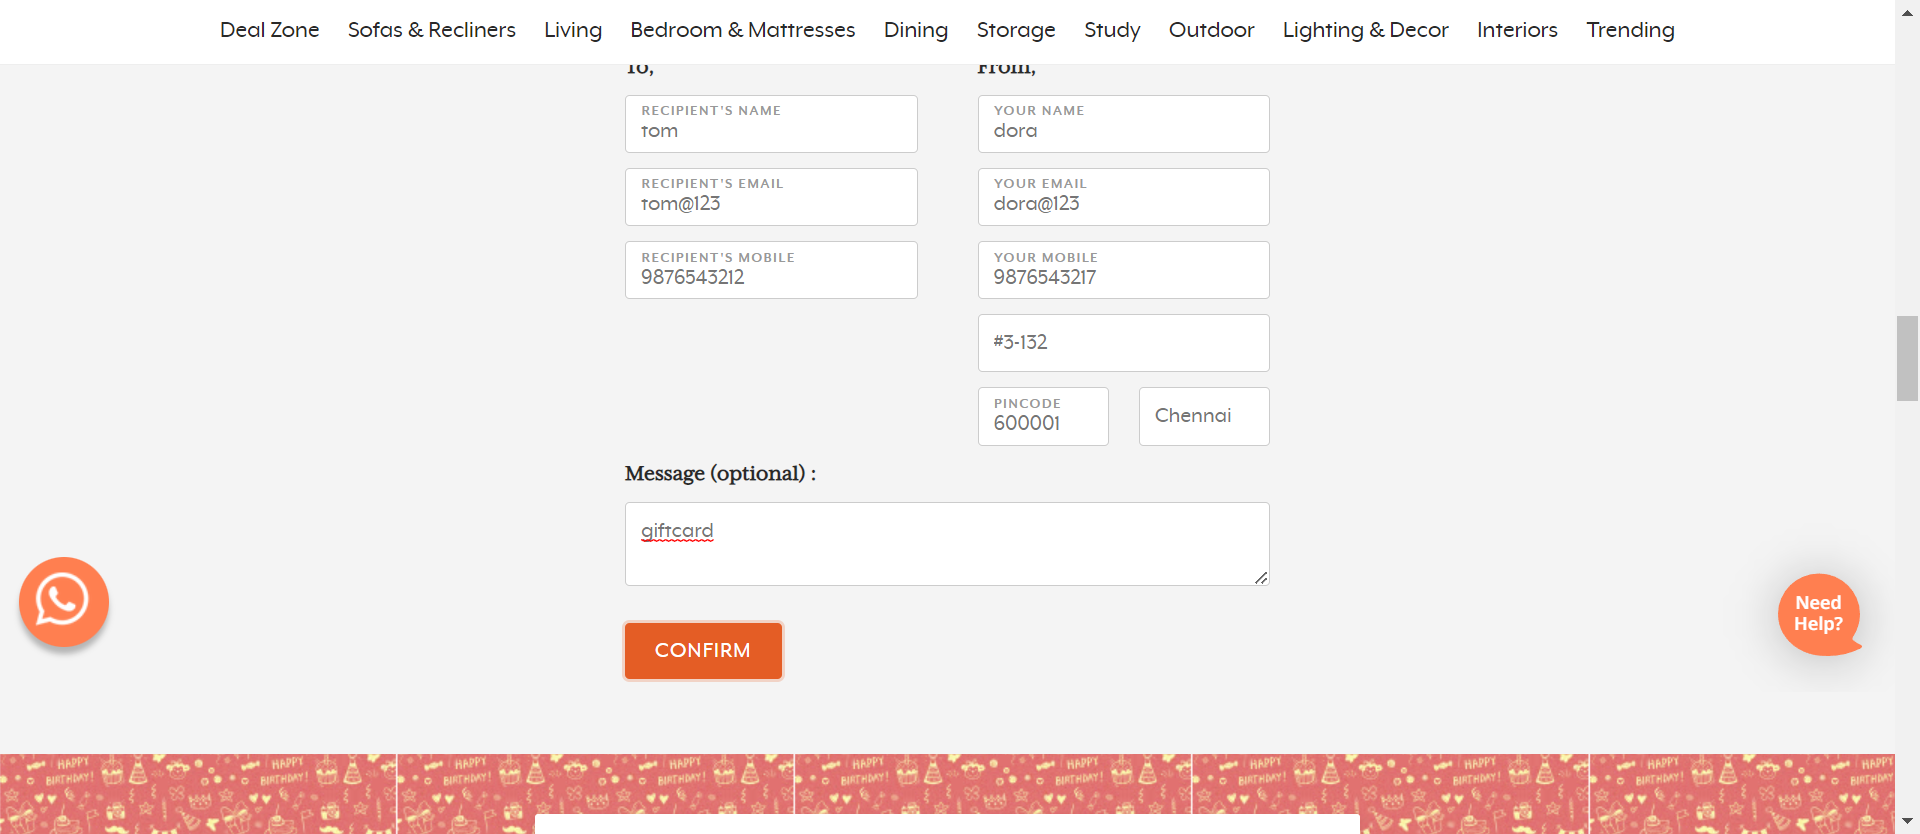 Deal Zone Sofas & Recliners Living Bedroom & Mattresses Dining Storage Study Outdoor Lighting & Decor Interiors Trending
To, From,
RECIPIENT'S NAME
tom
YOUR NAME
dora
RECIPIENT'S EMAIL
tom@123
YOUR EMAIL
dora@123
RECIPIENT'S MOBILE
9876543212
YOUR MOBILE
9876543217
#3-132
PINCODE
600001
Chennai
Message (optional) :
giftcard
Need
Help?
CONFIRM
HAPPY
BIRTHDAY!
HAPPY
BIRTHDAY!
HAPPY
BIRTHDAY!
HAPPY
BIRTHDAY!
HAPPY
BIRTHDAY!
HAPPY
BIRTHDAY!
HAPPY
BIRTHDAY!
HAPPY
BIRTHDAY!
HAPPY
BIRTHDAY!
HAPPY